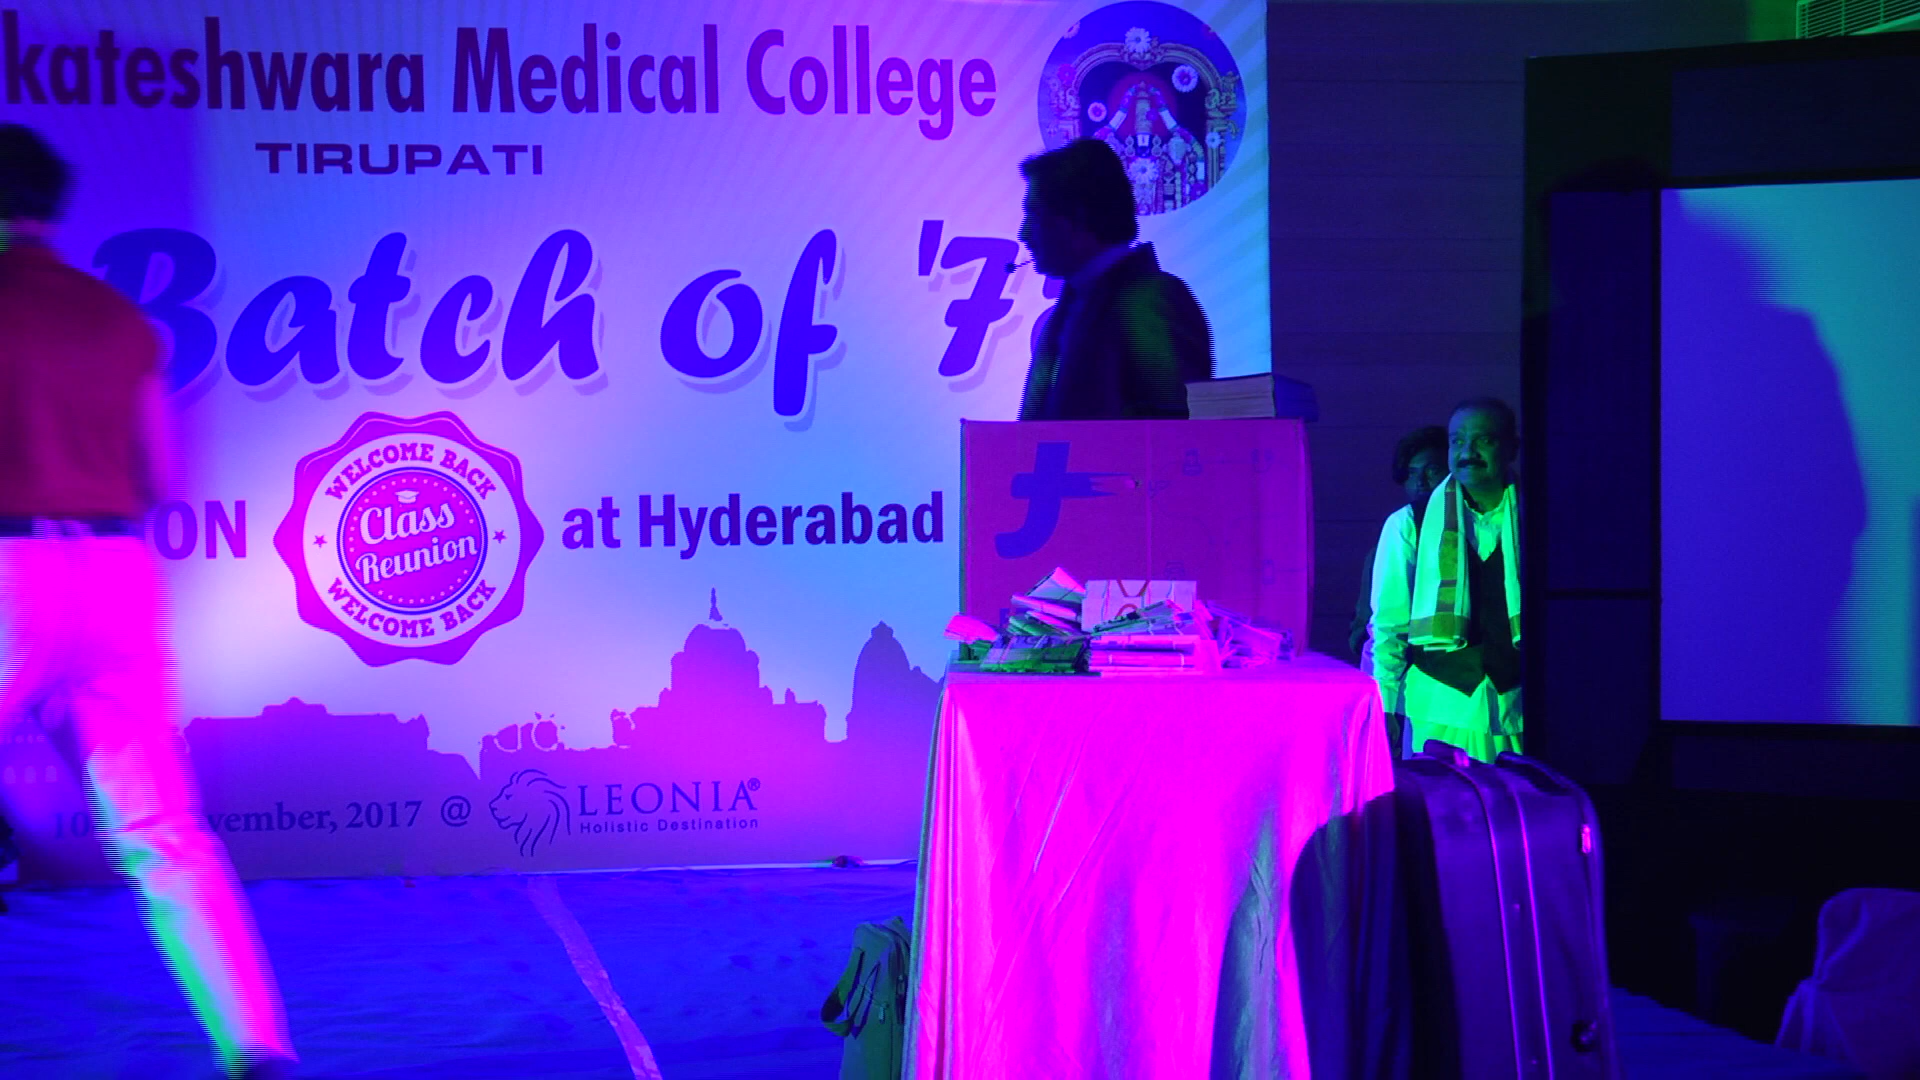 kateshwara Medical College
TIRUPATI
Batch of '7
ON
WELCOME BACK
Class
Reunion
WELCOME BACK
at Hyderabad
10 vember, 2017 @ LEONIA®
Holistic Destination